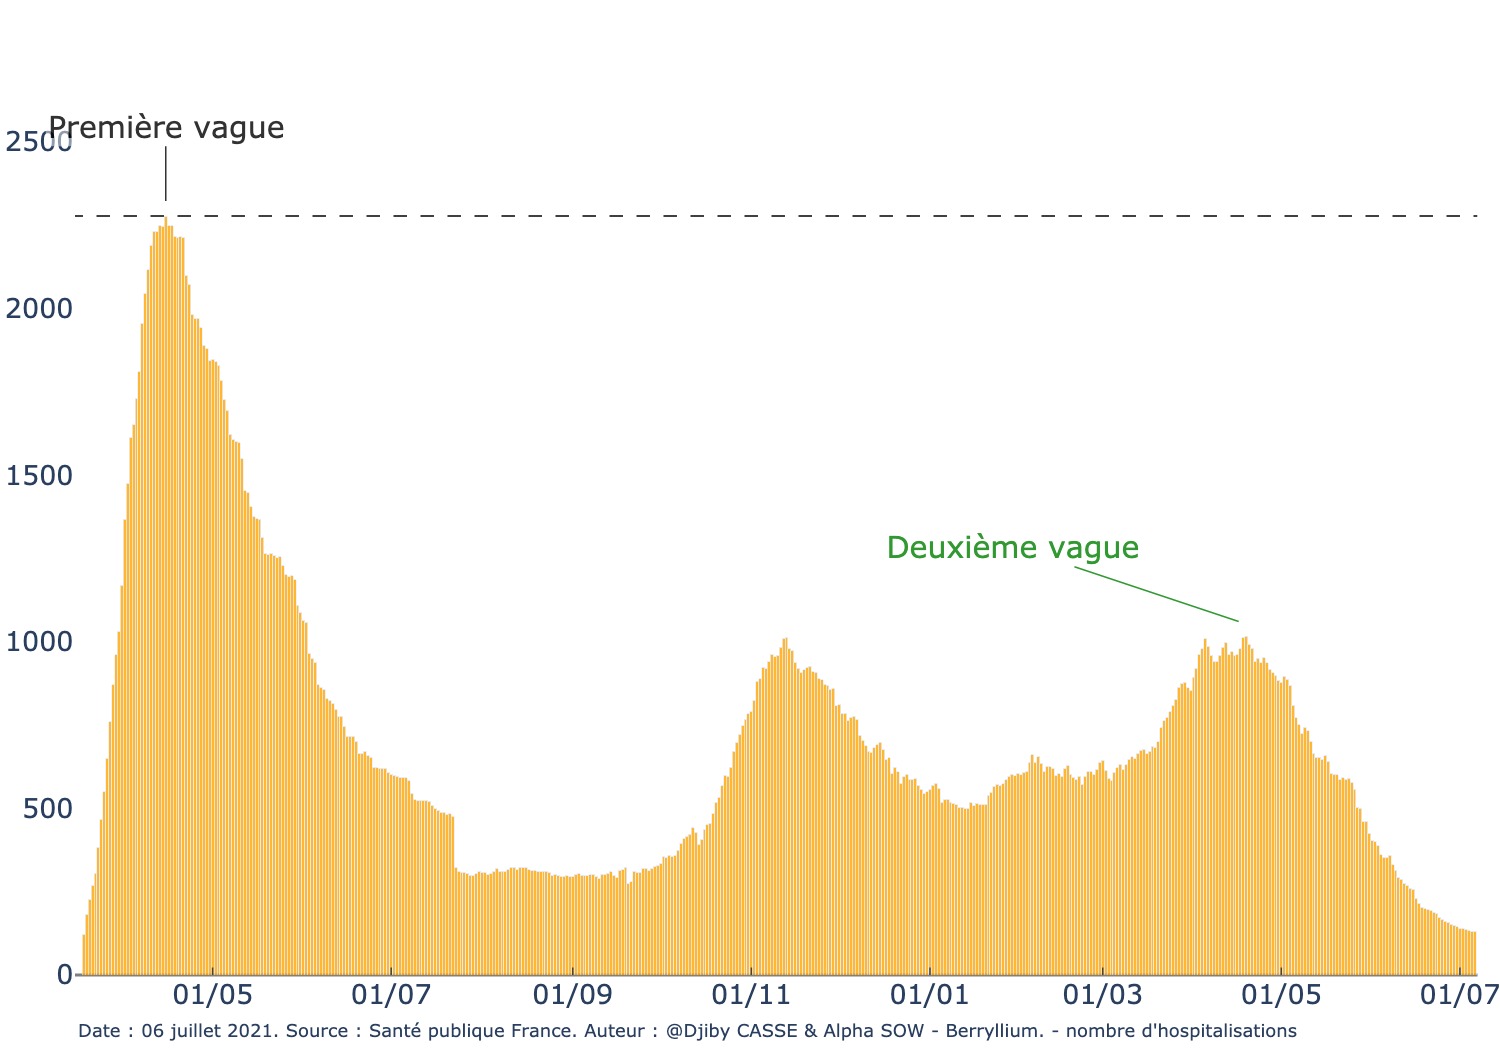 Première vague
2500
2000
1500
Deuxième vague
1000
500
0
01/05 01/07 01/09 01/11 01/01 01/03 01/05 01/07
Date : 06 juillet 2021. Source : Santé publique France. Auteur : @Djiby CASSE & Alpha SOW - Berryllium. - nombre d'hospitalisations